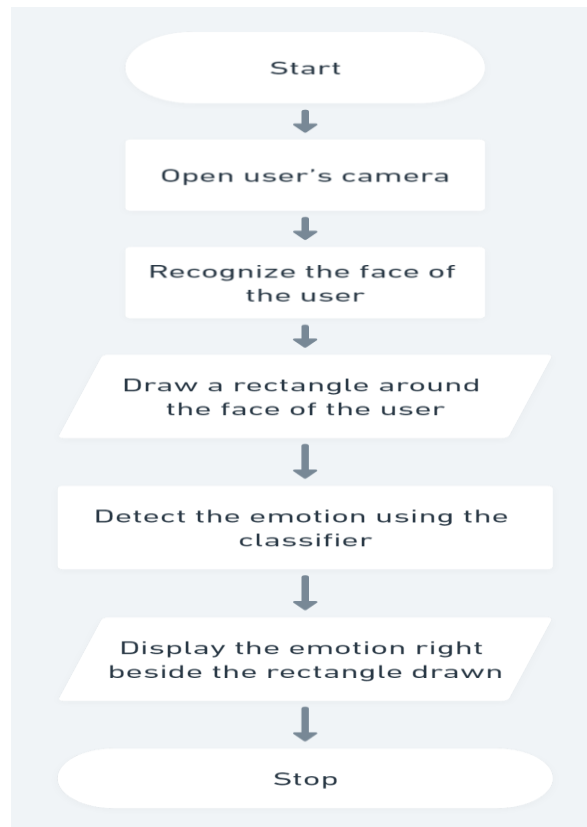 Start
Open user's camera
Recognize the face of
the user
Draw a rectangle around
the face of the user
Detect the emotion using the
classifier
Display the emotion right
beside the rectangle drawn
Stop